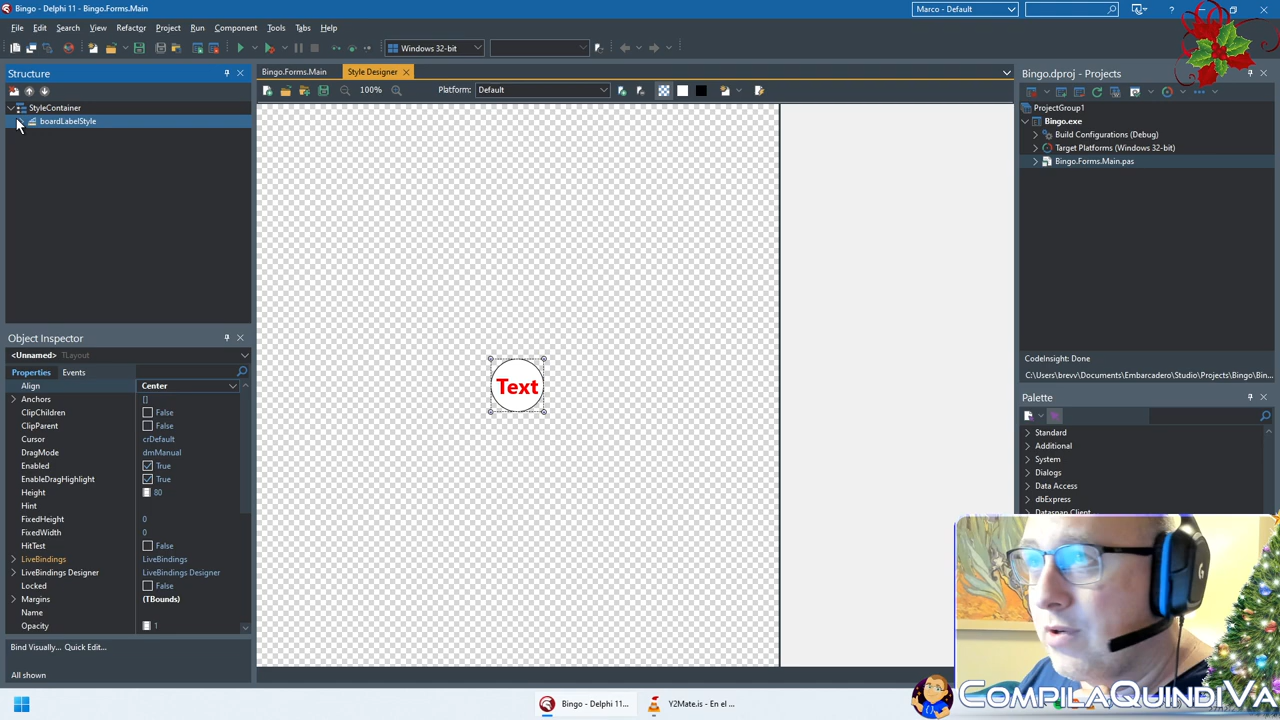 Bingo - Delphi 11 - Bingo.Forms.Main
Marco - Default
File Edit Search View Refactor Project Run Component Tools Tabs Help
Windows 32-bit
Structure
StyleContainer
boardLabelStyle
Bingo.Forms.Main
Style Designer
100%
Platform:
Default
Text
Object Inspector
<Unnamed> TLayout
Properties
Events
Align Center
Anchors []
ClipChildren False
ClipParent False
Cursor crDefault
DragMode dmManual
Enabled True
EnableDragHighlight True
Height 80
Hint
FixedHeight 0
FixedWidth 0
HitTest False
LiveBindings LiveBindings
LiveBindings Designer LiveBindings Designer
Locked False
Margins (TBounds)
Name
Opacity 1
Bind Visually... Quick Edit...
All shown
Bingo.dproj - Projects
ProjectGroup1
Bingo.exe
Build Configurations (Debug)
Target Platforms (Windows 32-bit)
Bingo.Forms.Main.pas
CodeInsight: Done
C:\Users\brevv\Documents\Embarcadero\Studio\Projects\Bingo\Bin...
Palette
Standard
Additional
System
Dialogs
Data Access
dbExpress
Datasnap Client
Bingo - Delphi 11...
Y2Mate.is - En el ...
COMPILAQUINDIVA